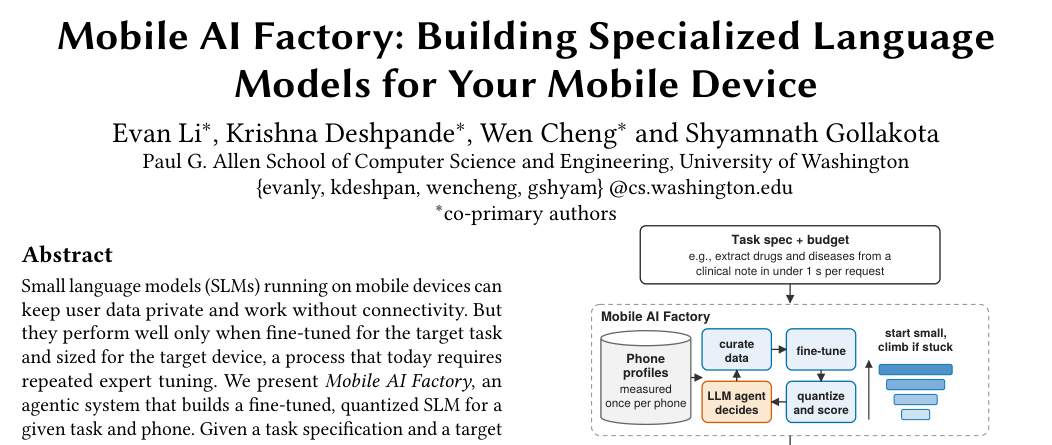 Mobile AI Factory: Building Specialized Language
Models for Your Mobile Device
Evan Li*, Krishna Deshpande*, Wen Cheng* and Shyamnath Gollakota
Paul G. Allen School of Computer Science and Engineering, University of Washington
{evanly, kdeshpan, wencheng, gshyam} @cs.washington.edu
*co-primary authors
Abstract
Small language models (SLMs) running on mobile devices can
keep user data private and work without connectivity. But
they perform well only when fine-tuned for the target task
and sized for the target device, a process that today requires
repeated expert tuning. We present Mobile AI Factory, an
agentic system that builds a fine-tuned, quantized SLM for a
given task and phone. Given a task specification and a target
Task spec + budget
e.g., extract drugs and diseases from a
clinical note in under 1 s per request
Mobile AI Factory
Phone
profiles
measured
once per phone
curate
data
fine-tune
LLM agent
decides
quantize
and score
start small,
climb if stuck